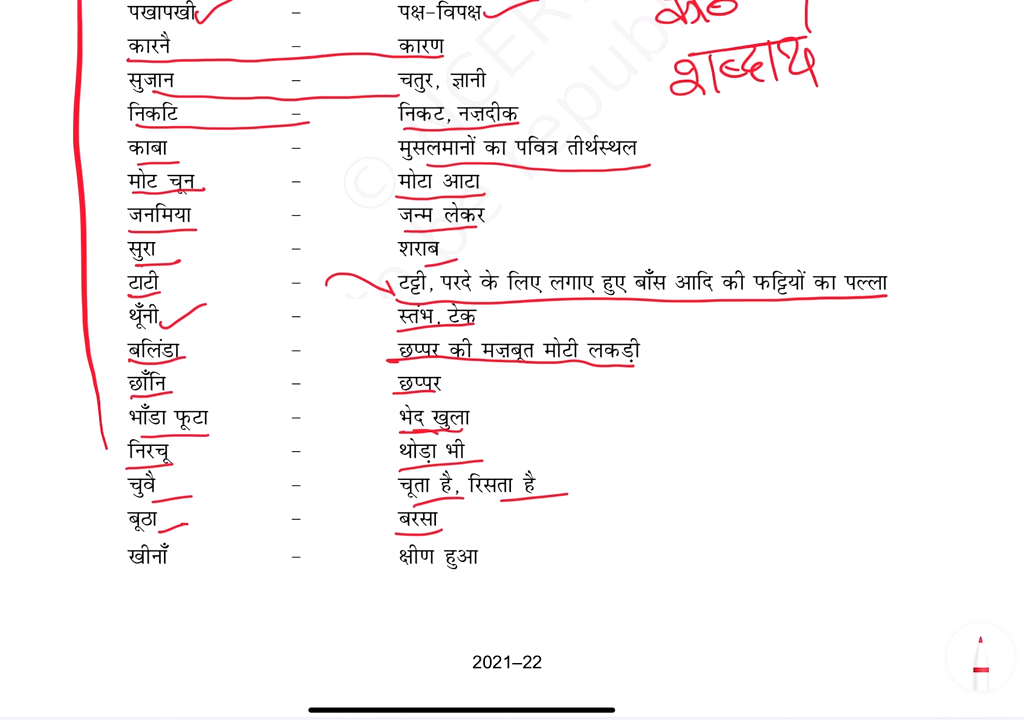 पखापखी - पक्ष-विपक्ष
कारनै - कारण
शब्दार्थ
सुजान - चतुर, ज्ञानी
निकटि - निकट, नज़दीक
काबा - मुसलमानों का पवित्र तीर्थस्थल
मोट चून - मोटा आटा
जनमिया - जन्म लेकर
सुरा - शराब
टाटी - टट्टी, परदे के लिए लगाए हुए बाँस आदि की फट्टियों का पल्ला
थूँनी - स्तंभ, टेक
बलिंडा - छप्पर की मज़बूत मोटी लकड़ी
छाँनि - छप्पर
भाँडा फूटा - भेद खुला
निरचू - थोड़ा भी
चुवै - चूता है, रिसता है
बूठा - बरसा
खीनाँ - क्षीण हुआ
2021–22